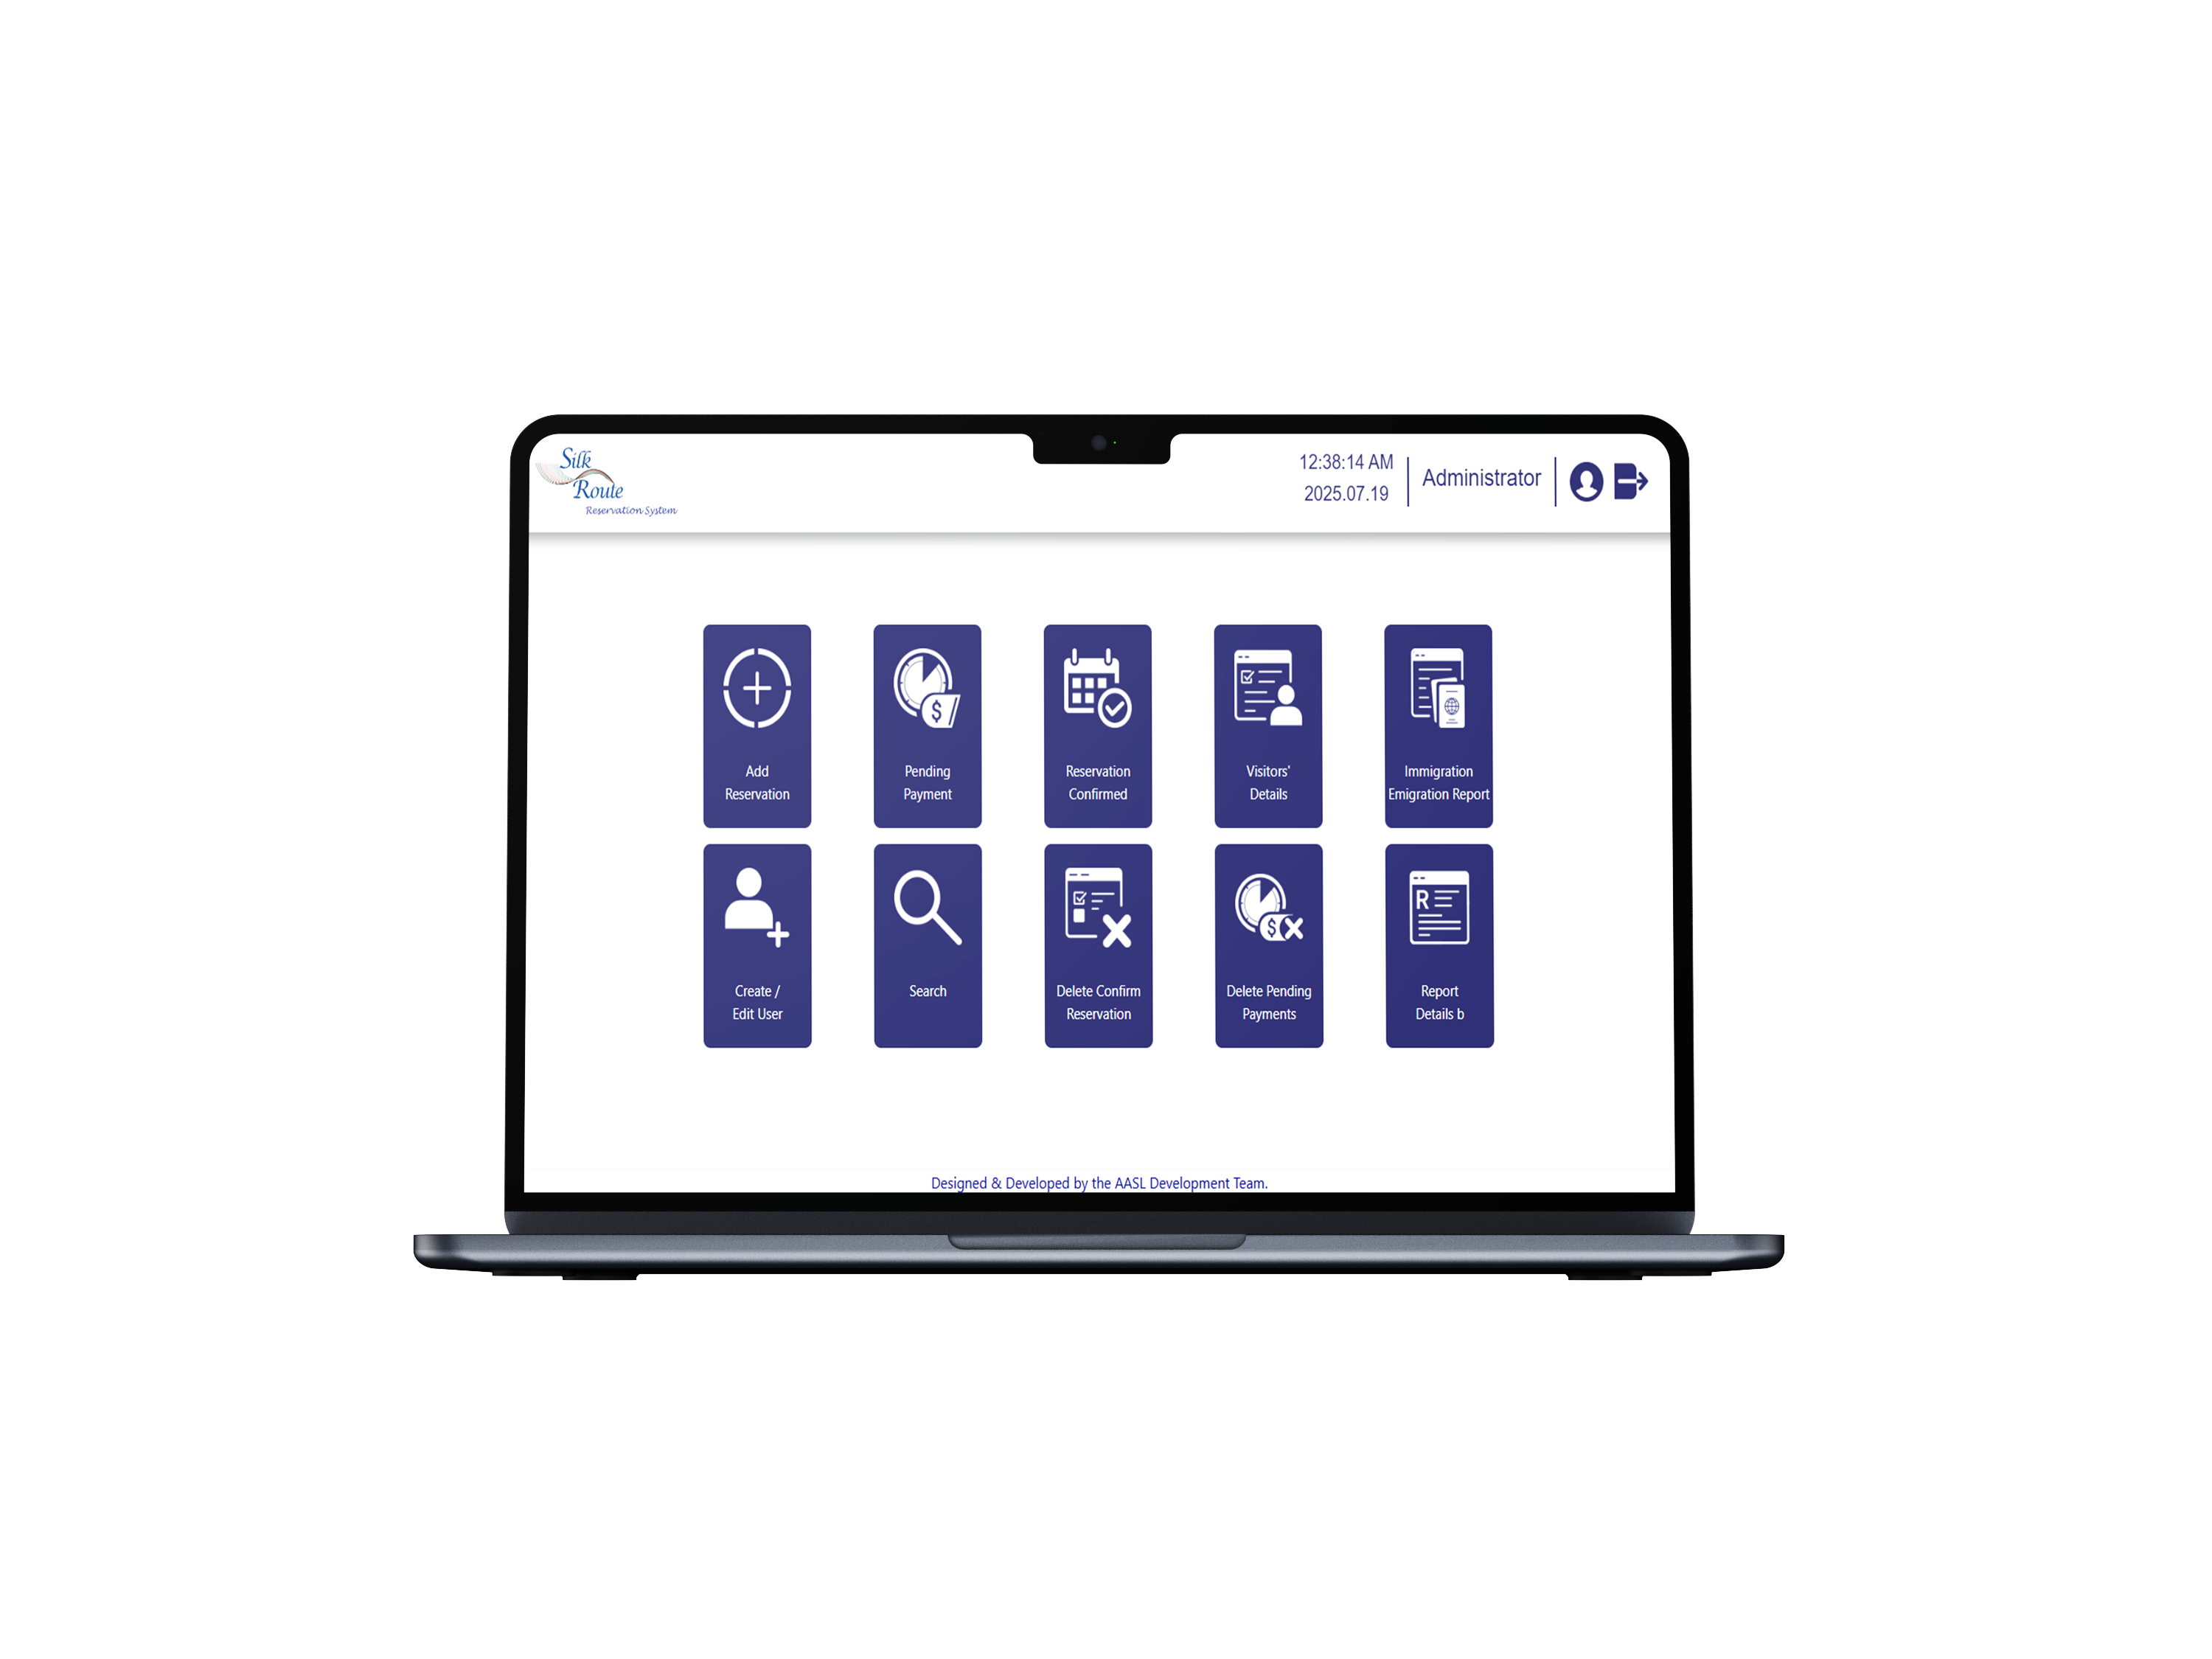 Silk
Route
Reservation System
12:38:14 AM
2025.07.19
Administrator
Add
Reservation
Pending
Payment
Reservation
Confirmed
Visitors'
Details
Immigration
Emigration Report
Create /
Edit User
Search
Delete Confirm
Reservation
Delete Pending
Payments
Report
Details b
Designed & Developed by the AASL Development Team.